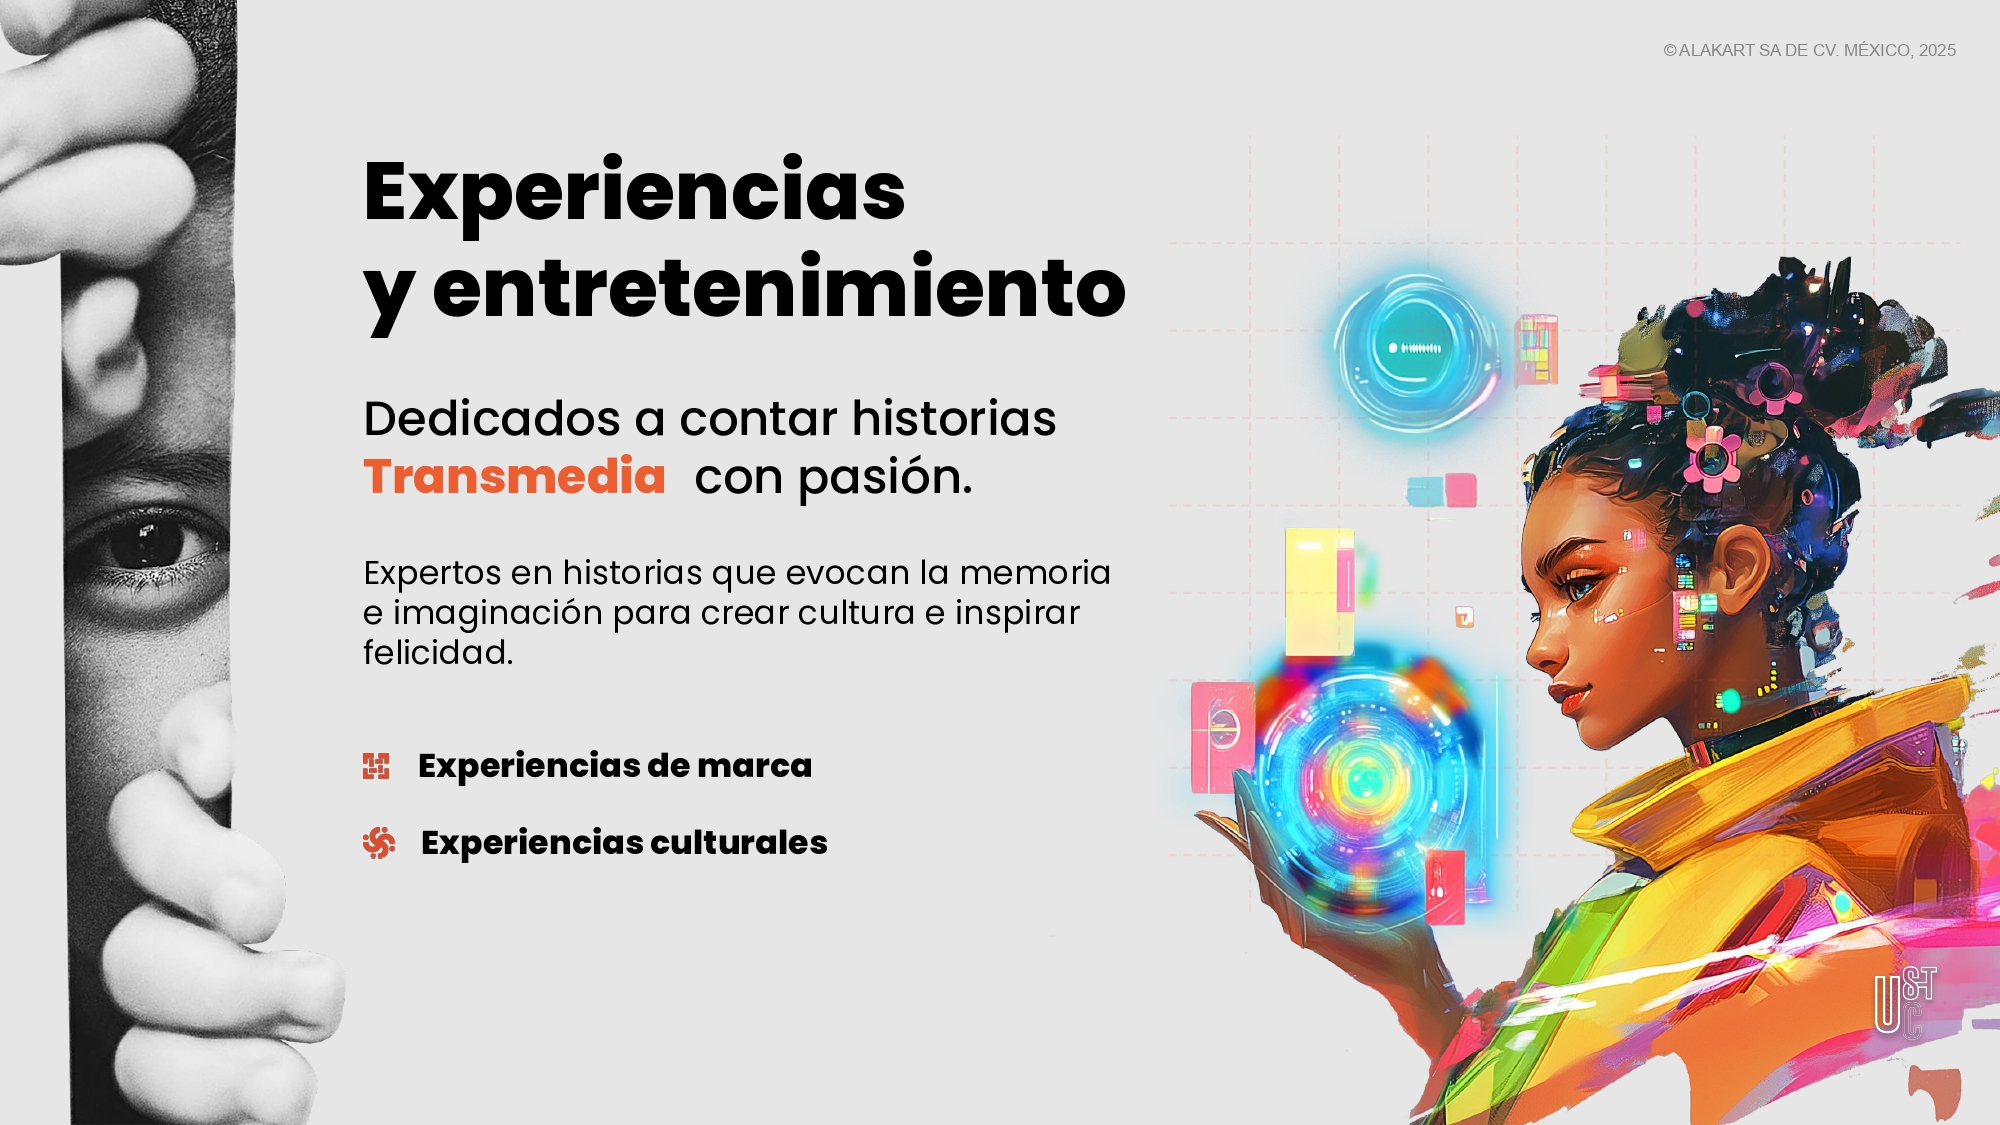 © ALAKART SA DE CV. MÉXICO, 2025
Experiencias
y entretenimiento
Dedicados a contar historias
Transmedia con pasión.
Expertos en historias que evocan la memoria
e imaginación para crear cultura e inspirar
felicidad.
Experiencias de marca
Experiencias culturales
U&T
C